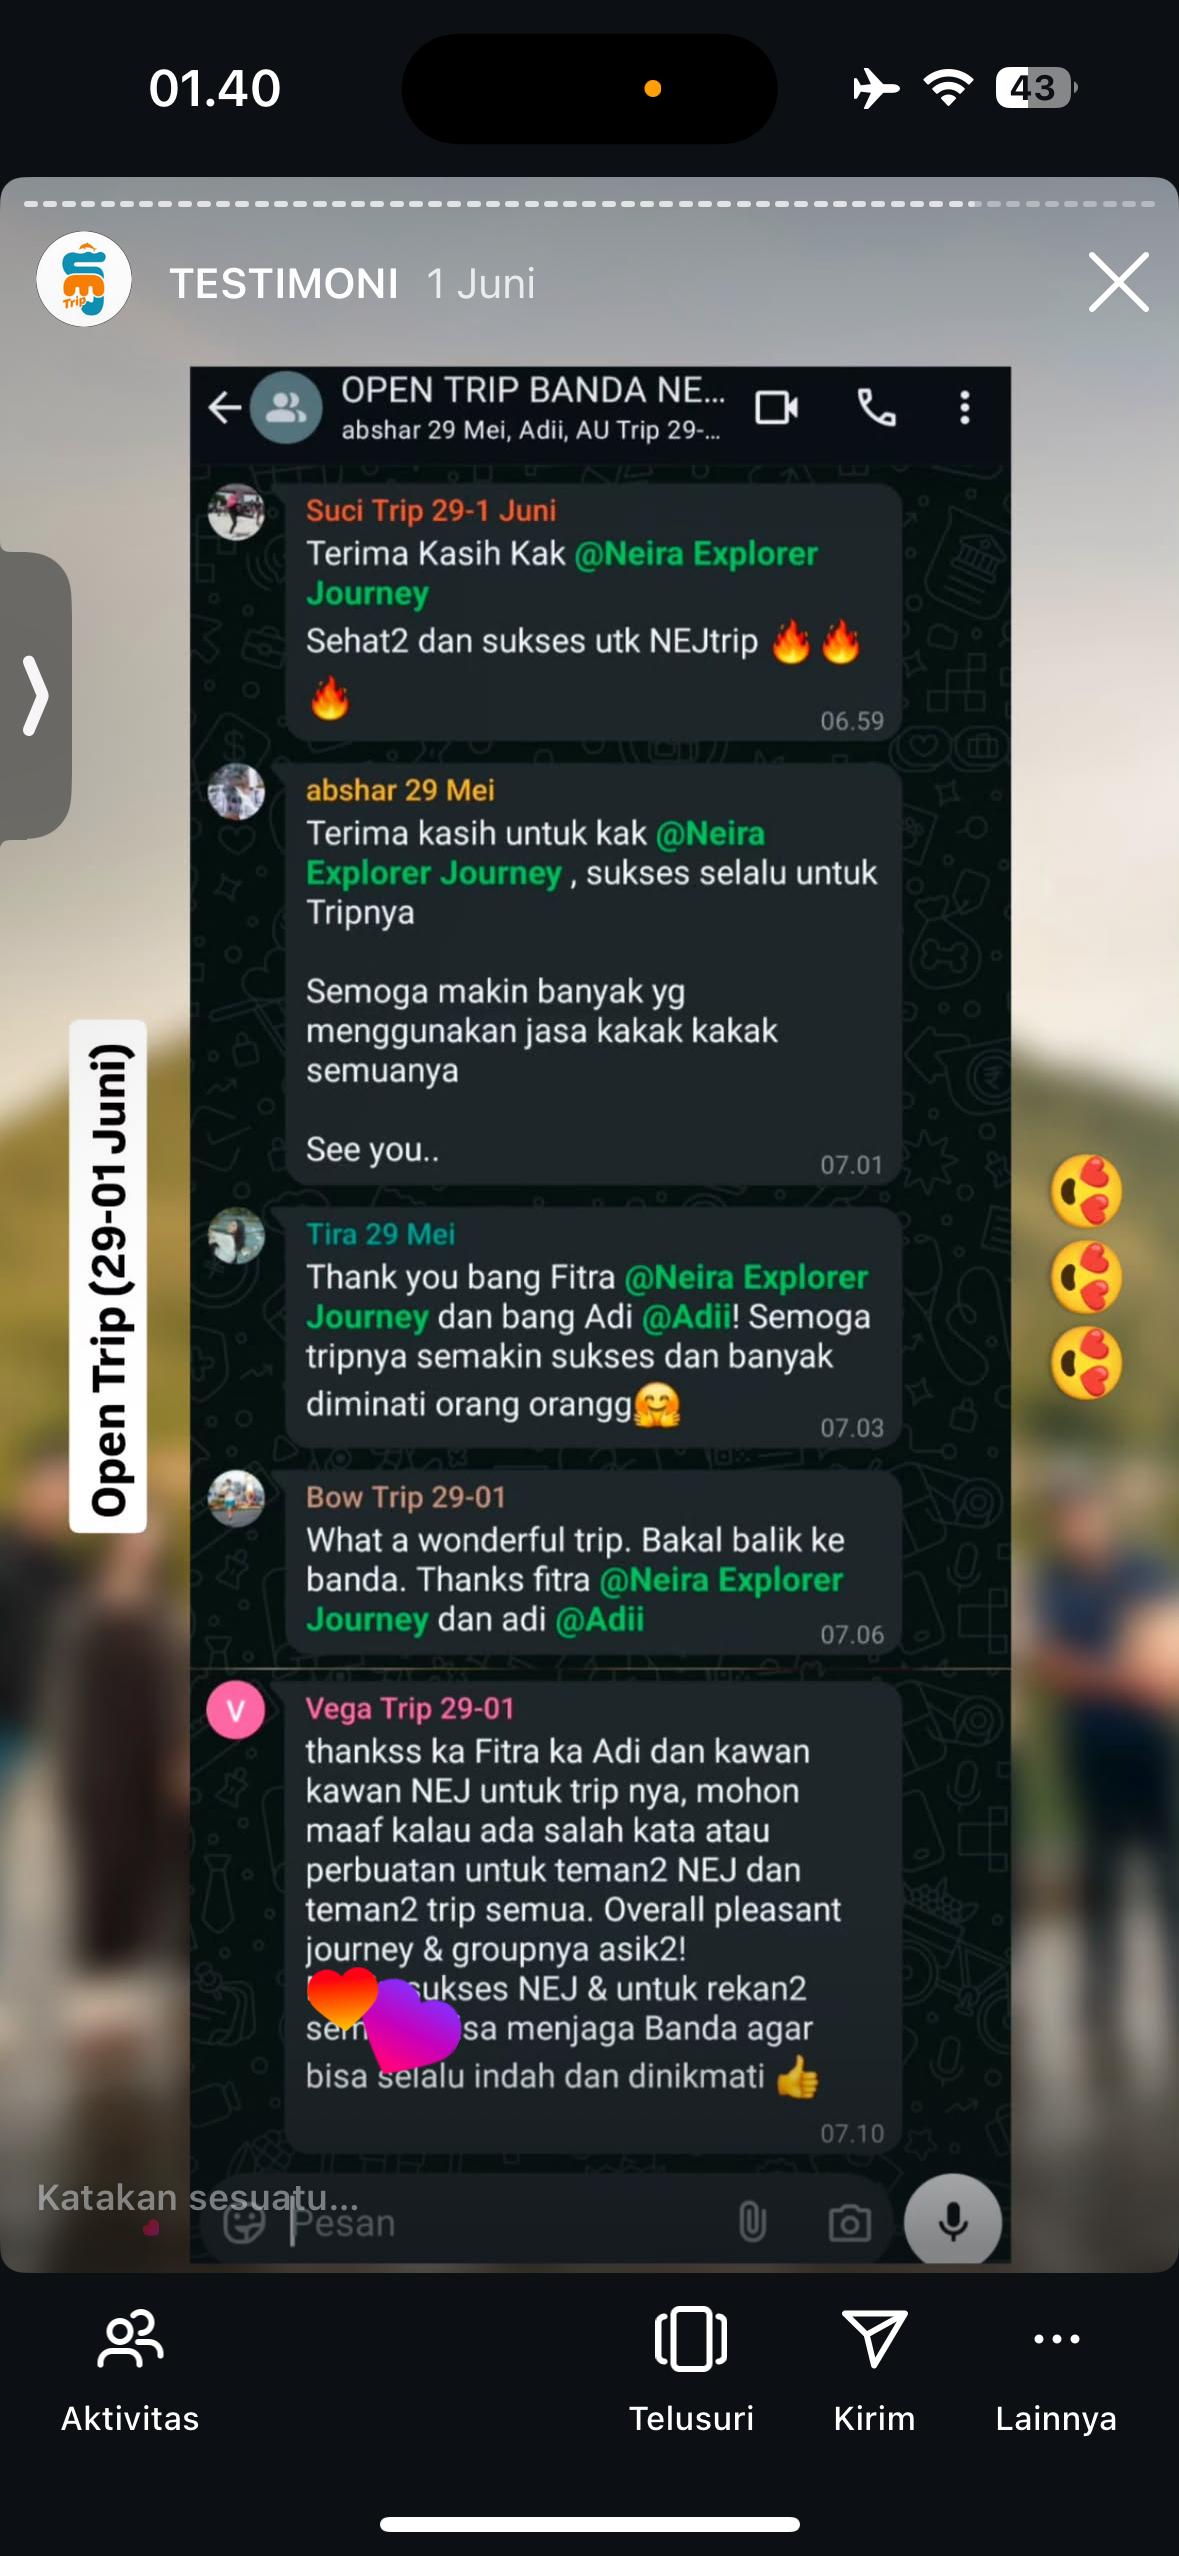 01.40
43
Trip
TESTIMONI 1 Juni
OPEN TRIP BANDA NE...
abshar 29 Mei, Adii, AU Trip 29-...
Suci Trip 29-1 Juni
Terima Kasih Kak @Neira Explorer
Journey
Sehat2 dan sukses utk NEJtrip 🔥🔥
🔥
06.59
abshar 29 Mei
Terima kasih untuk kak @Neira
Explorer Journey , sukses selalu untuk
Tripnya
Semoga makin banyak yg
menggunakan jasa kakak kakak
semuanya
See you..
07.01
Open Trip (29-01 Juni)
😍😍😍
Tira 29 Mei
Thank you bang Fitra @Neira Explorer
Journey dan bang Adi @Adii! Semoga
tripnya semakin sukses dan banyak
diminati orang orangg🤗
07.03
Bow Trip 29-01
What a wonderful trip. Bakal balik ke
banda. Thanks fitra @Neira Explorer
Journey dan adi @Adii
07.06
V
Vega Trip 29-01
thankss ka Fitra ka Adi dan kawan
kawan NEJ untuk trip nya, mohon
maaf kalau ada salah kata atau
perbuatan untuk teman2 NEJ dan
teman2 trip semua. Overall pleasant
journey & groupnya asik2!
sukses NEJ & untuk rekan2
menjaga Banda agar
bisa selalu indah dan dinikmati 👍
07.10
Katakan sesuatu...
Pesan
Aktivitas
Telusuri
Kirim
Lainnya